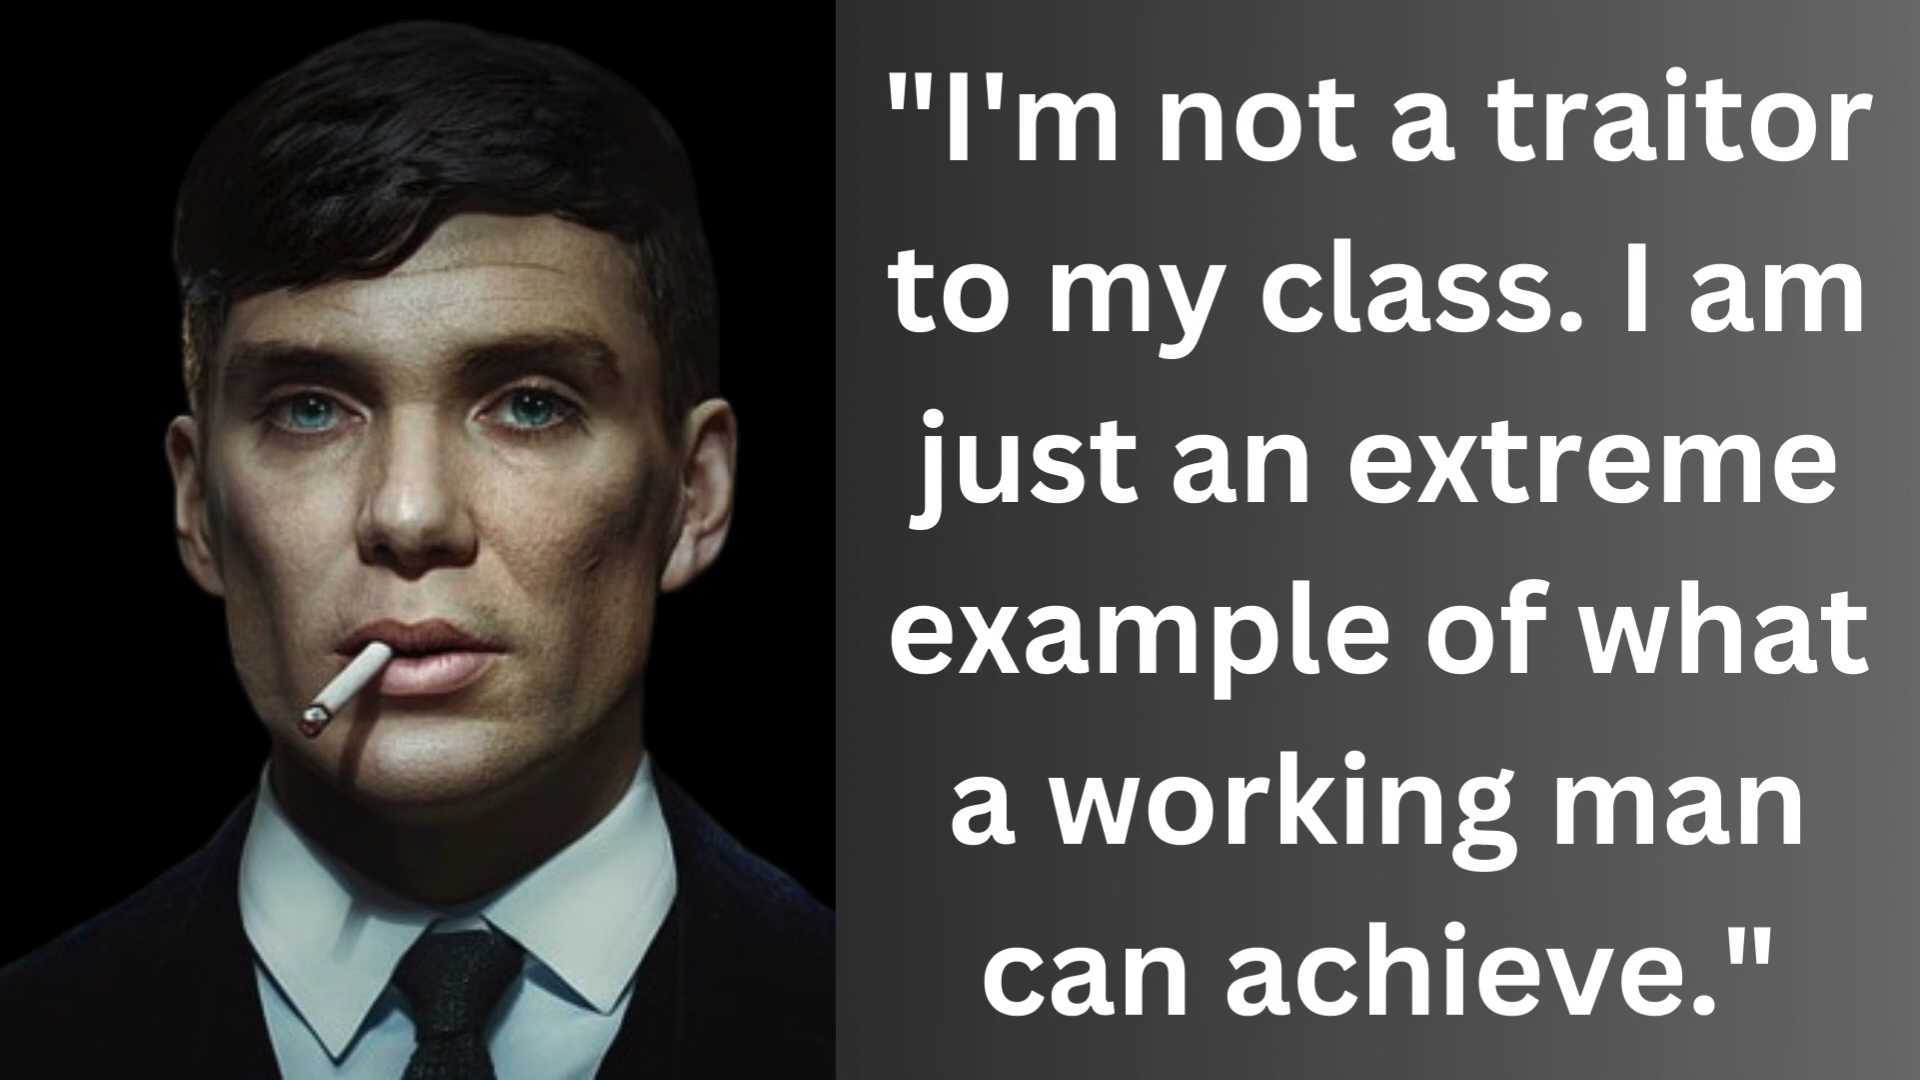 "I'm not a traitor
to my class. I am
just an extreme
example of what
a working man
can achieve."